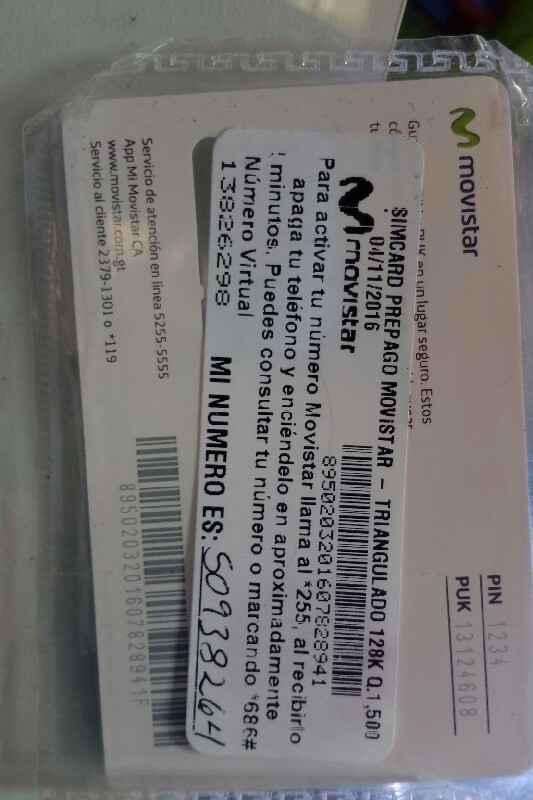 movistar
PIN 1234
PUK 13124608
PUK en un lugar seguro. Estos
SIMCARD PREPAGO MOVISTAR - TRIANGULADO 128K Q.1,500
04/11/2016
movistar
8950203201607828941
Para activar tu número Movistar llama al *255, al recibirlo
apaga tu teléfono y enciéndelo en aproximadamente
minutos. Puedes consultar tu número o marcando *686#
Número Virtual
13826298 MI NUMERO ES: 50938264
Servicio de atención en línea 5255-5555
App Mi Movistar CA
www.movistar.com.gt
Servicio al cliente 2379-1301 o *119
8950203201607828941F